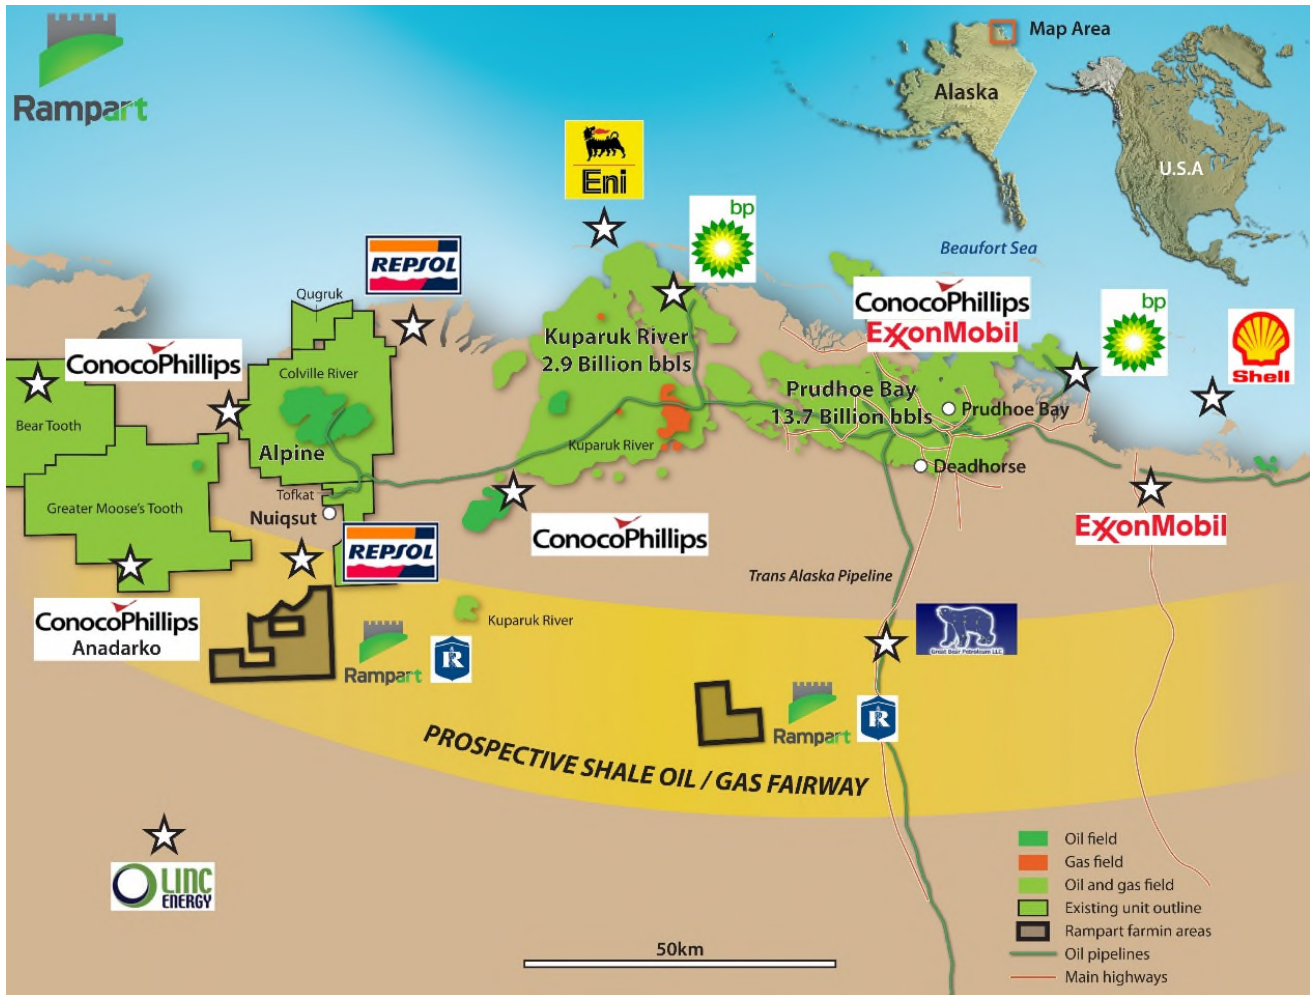 Rampart
Map Area
Alaska
U.S.A
Eni
bp
Beaufort Sea
REPSOL
Qugruk
ConocoPhillips
ExxonMobil
bp
Shell
Kuparuk River
2.9 Billion bbls
ConocoPhillips
Colville River
Prudhoe Bay
13.7 Billion bbls
Prudhoe Bay
Bear Tooth
Alpine
Kuparuk River
Deadhorse
Tofkat
Greater Moose's Tooth
Nuiqsut
ConocoPhillips
ExxonMobil
REPSOL
Trans Alaska Pipeline
ConocoPhillips
Anadarko
Kuparuk River
Great Bear Petroleum LLC
Rampart
R
Rampart
R
PROSPECTIVE SHALE OIL / GAS FAIRWAY
LINC
ENERGY
50km
Oil field
Gas field
Oil and gas field
Existing unit outline
Rampart farmin areas
Oil pipelines
Main highways